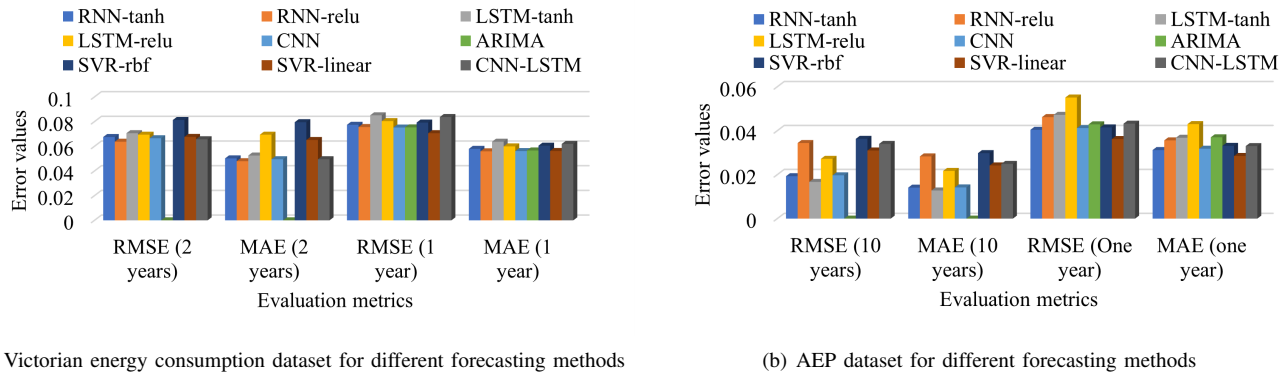 RNN-tanh RNN-relu LSTM-tanh
LSTM-relu CNN ARIMA
SVR-rbf SVR-linear CNN-LSTM
0.1
0.08
0.06
0.04
0.02
0
Error values
RMSE (2 years)
MAE (2 years)
RMSE (1 year)
MAE (1 year)
Evaluation metrics
Victorian energy consumption dataset for different forecasting methods
RNN-tanh RNN-relu LSTM-tanh
LSTM-relu CNN ARIMA
SVR-rbf SVR-linear CNN-LSTM
0.06
0.04
0.02
0
Error values
RMSE (10 years)
MAE (10 years)
RMSE (One year)
MAE (one year)
Evaluation metrics
(b) AEP dataset for different forecasting methods